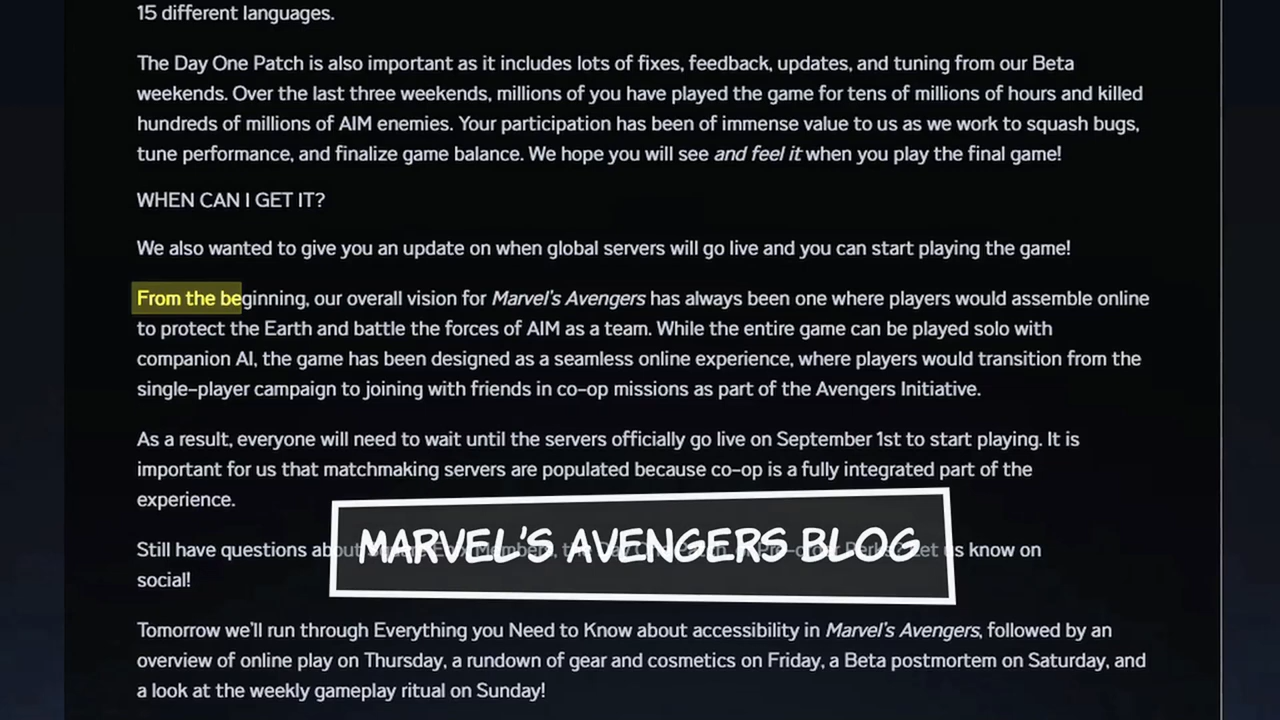 15 different languages.
The Day One Patch is also important as it includes lots of fixes, feedback, updates, and tuning from our Beta
weekends. Over the last three weekends, millions of you have played the game for tens of millions of hours and killed
hundreds of millions of AIM enemies. Your participation has been of immense value to us as we work to squash bugs,
tune performance, and finalize game balance. We hope you will see and feel it when you play the final game!
WHEN CAN I GET IT?
We also wanted to give you an update on when global servers will go live and you can start playing the game!
From the beginning, our overall vision for Marvel's Avengers has always been one where players would assemble online
to protect the Earth and battle the forces of AIM as a team. While the entire game can be played solo with
companion AI, the game has been designed as a seamless online experience, where players would transition from the
single-player campaign to joining with friends in co-op missions as part of the Avengers Initiative.
As a result, everyone will need to wait until the servers officially go live on September 1st to start playing. It is
important for us that matchmaking servers are populated because co-op is a fully integrated part of the
experience.
Still have questions about us know on
MARVEL'S AVENGERS BLOG
social!
Tomorrow we'll run through Everything you Need to Know about accessibility in Marvel's Avengers, followed by an
overview of online play on Thursday, a rundown of gear and cosmetics on Friday, a Beta postmortem on Saturday, and
a look at the weekly gameplay ritual on Sunday!